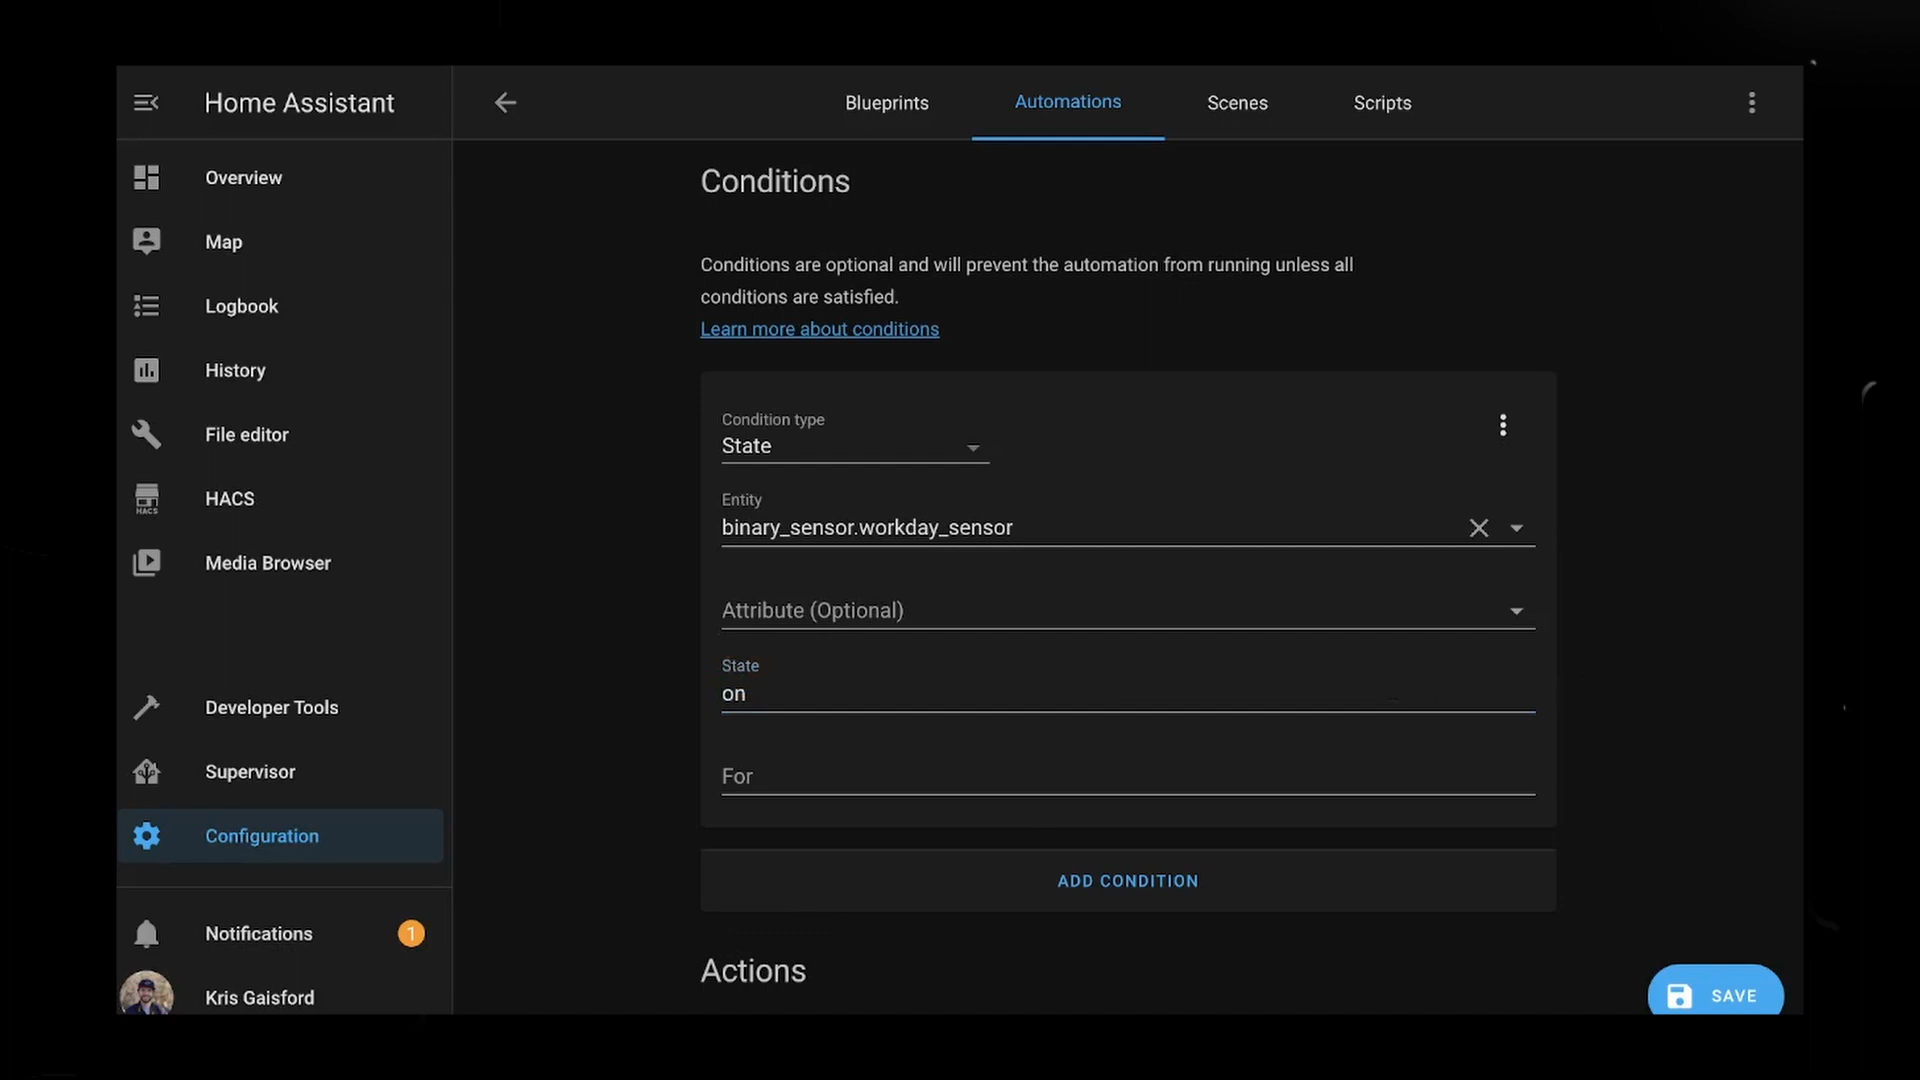 Home Assistant
Blueprints
Automations
Scenes
Scripts
Overview
Map
Logbook
History
File editor
HACS
HACS
Media Browser
Developer Tools
Supervisor
Configuration
Notifications
1
Kris Gaisford
Conditions
Conditions are optional and will prevent the automation from running unless all
conditions are satisfied.
Learn more about conditions
Condition type
State
Entity
binary_sensor.workday_sensor
Attribute (Optional)
State
on
For
ADD CONDITION
Actions
SAVE